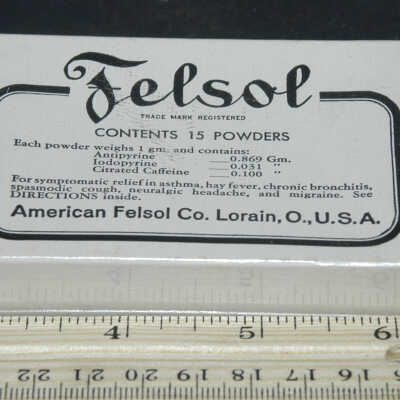 Felsol
TRADE MARK REGISTERED
CONTENTS 15 POWDERS
Each powder weighs 1 gm. and contains:
Antipyrine 0.869 Gm.
Iodopyrine 0.031 "
Citrated Caffeine 0.100 "
For symptomatic relief in asthma, hay fever, chronic bronchitis,
spasmodic cough, neuralgic headache, and migraine. See
DIRECTIONS inside.
American Felsol Co. Lorain, O., U.S.A.
4 5 6
22 21 20 19 18 17 16 15